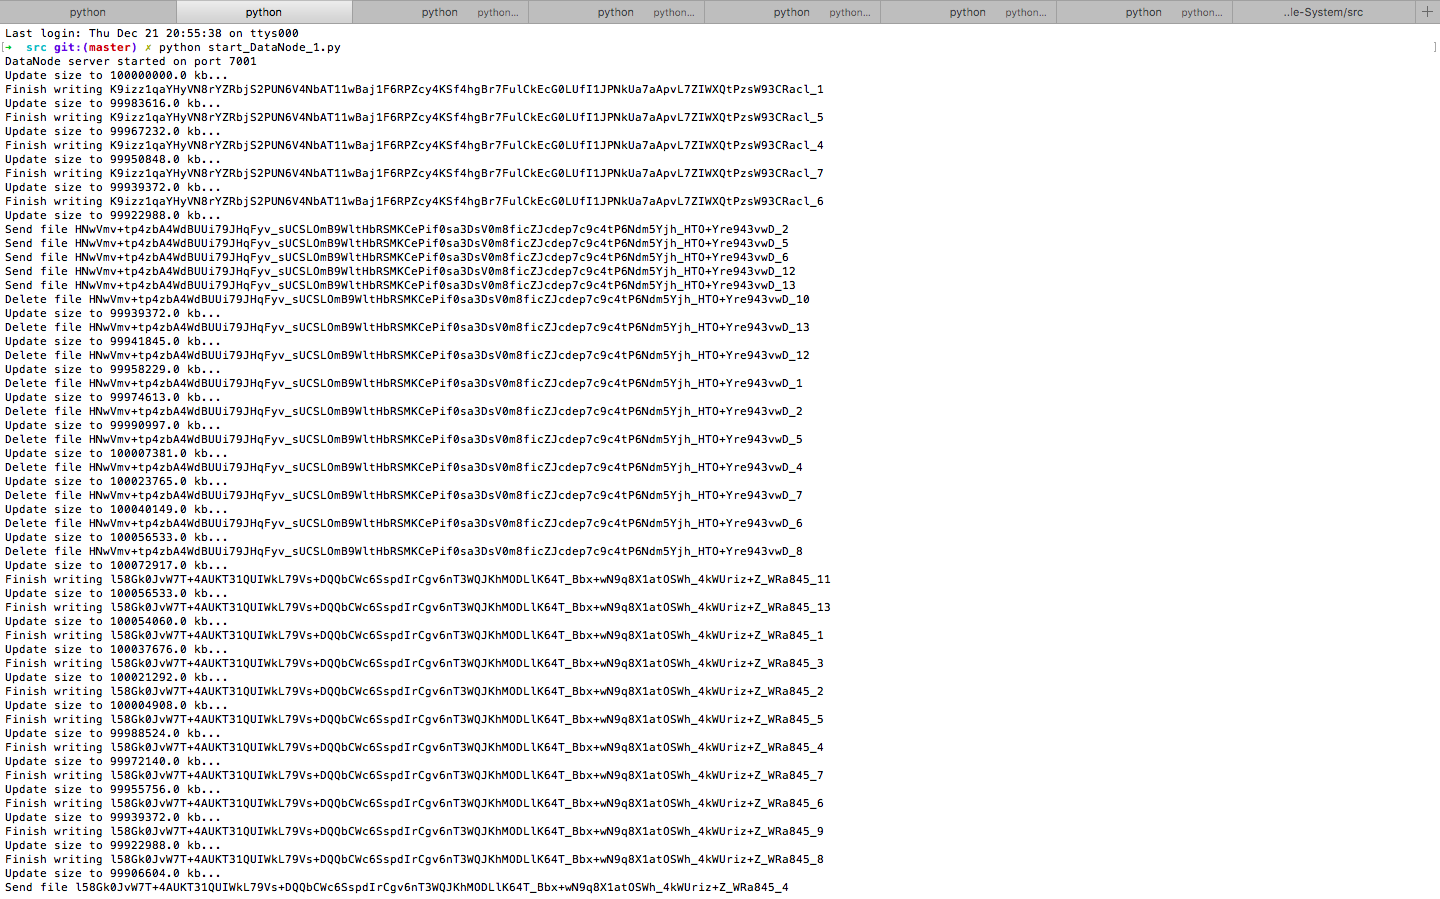 python python python python... python python... python python... python python... python python... ..le-System/src +
Last login: Thu Dec 21 20:55:38 on ttys000
[➜ src git:(master) ✗ python start_DataNode_1.py ]
DataNode server started on port 7001
Update size to 100000000.0 kb...
Finish writing K9izz1qaYHyVN8rYZRbjS2PUN6V4NbAT11wBaj1F6RPZcy4KSf4hgBr7FulCkEcG0LUfI1JPNkUa7aApvL7ZIWXQtPzsW93CRacl_1
Update size to 99983616.0 kb...
Finish writing K9izz1qaYHyVN8rYZRbjS2PUN6V4NbAT11wBaj1F6RPZcy4KSf4hgBr7FulCkEcG0LUfI1JPNkUa7aApvL7ZIWXQtPzsW93CRacl_5
Update size to 99967232.0 kb...
Finish writing K9izz1qaYHyVN8rYZRbjS2PUN6V4NbAT11wBaj1F6RPZcy4KSf4hgBr7FulCkEcG0LUfI1JPNkUa7aApvL7ZIWXQtPzsW93CRacl_4
Update size to 99950848.0 kb...
Finish writing K9izz1qaYHyVN8rYZRbjS2PUN6V4NbAT11wBaj1F6RPZcy4KSf4hgBr7FulCkEcG0LUfI1JPNkUa7aApvL7ZIWXQtPzsW93CRacl_7
Update size to 99939372.0 kb...
Finish writing K9izz1qaYHyVN8rYZRbjS2PUN6V4NbAT11wBaj1F6RPZcy4KSf4hgBr7FulCkEcG0LUfI1JPNkUa7aApvL7ZIWXQtPzsW93CRacl_6
Update size to 99922988.0 kb...
Send file HNwVmv+tp4zbA4WdBUUi79JHqFyv_sUCSLOmB9WltHbRSMKCePif0sa3DsV0m8ficZJcdep7c9c4tP6Ndm5Yjh_HTO+Yre943vwD_2
Send file HNwVmv+tp4zbA4WdBUUi79JHqFyv_sUCSLOmB9WltHbRSMKCePif0sa3DsV0m8ficZJcdep7c9c4tP6Ndm5Yjh_HTO+Yre943vwD_5
Send file HNwVmv+tp4zbA4WdBUUi79JHqFyv_sUCSLOmB9WltHbRSMKCePif0sa3DsV0m8ficZJcdep7c9c4tP6Ndm5Yjh_HTO+Yre943vwD_6
Send file HNwVmv+tp4zbA4WdBUUi79JHqFyv_sUCSLOmB9WltHbRSMKCePif0sa3DsV0m8ficZJcdep7c9c4tP6Ndm5Yjh_HTO+Yre943vwD_12
Send file HNwVmv+tp4zbA4WdBUUi79JHqFyv_sUCSLOmB9WltHbRSMKCePif0sa3DsV0m8ficZJcdep7c9c4tP6Ndm5Yjh_HTO+Yre943vwD_13
Delete file HNwVmv+tp4zbA4WdBUUi79JHqFyv_sUCSLOmB9WltHbRSMKCePif0sa3DsV0m8ficZJcdep7c9c4tP6Ndm5Yjh_HTO+Yre943vwD_10
Update size to 99939372.0 kb...
Delete file HNwVmv+tp4zbA4WdBUUi79JHqFyv_sUCSLOmB9WltHbRSMKCePif0sa3DsV0m8ficZJcdep7c9c4tP6Ndm5Yjh_HTO+Yre943vwD_13
Update size to 99941845.0 kb...
Delete file HNwVmv+tp4zbA4WdBUUi79JHqFyv_sUCSLOmB9WltHbRSMKCePif0sa3DsV0m8ficZJcdep7c9c4tP6Ndm5Yjh_HTO+Yre943vwD_12
Update size to 99958229.0 kb...
Delete file HNwVmv+tp4zbA4WdBUUi79JHqFyv_sUCSLOmB9WltHbRSMKCePif0sa3DsV0m8ficZJcdep7c9c4tP6Ndm5Yjh_HTO+Yre943vwD_1
Update size to 99974613.0 kb...
Delete file HNwVmv+tp4zbA4WdBUUi79JHqFyv_sUCSLOmB9WltHbRSMKCePif0sa3DsV0m8ficZJcdep7c9c4tP6Ndm5Yjh_HTO+Yre943vwD_2
Update size to 99990997.0 kb...
Delete file HNwVmv+tp4zbA4WdBUUi79JHqFyv_sUCSLOmB9WltHbRSMKCePif0sa3DsV0m8ficZJcdep7c9c4tP6Ndm5Yjh_HTO+Yre943vwD_5
Update size to 100007381.0 kb...
Delete file HNwVmv+tp4zbA4WdBUUi79JHqFyv_sUCSLOmB9WltHbRSMKCePif0sa3DsV0m8ficZJcdep7c9c4tP6Ndm5Yjh_HTO+Yre943vwD_4
Update size to 100023765.0 kb...
Delete file HNwVmv+tp4zbA4WdBUUi79JHqFyv_sUCSLOmB9WltHbRSMKCePif0sa3DsV0m8ficZJcdep7c9c4tP6Ndm5Yjh_HTO+Yre943vwD_7
Update size to 100040149.0 kb...
Delete file HNwVmv+tp4zbA4WdBUUi79JHqFyv_sUCSLOmB9WltHbRSMKCePif0sa3DsV0m8ficZJcdep7c9c4tP6Ndm5Yjh_HTO+Yre943vwD_6
Update size to 100056533.0 kb...
Delete file HNwVmv+tp4zbA4WdBUUi79JHqFyv_sUCSLOmB9WltHbRSMKCePif0sa3DsV0m8ficZJcdep7c9c4tP6Ndm5Yjh_HTO+Yre943vwD_8
Update size to 100072917.0 kb...
Finish writing l58Gk0JvW7T+4AUKT31QUIWkL79Vs+DQQbCWc6SspdIrCgv6nT3WQJKhMODLlK64T_Bbx+wN9q8X1atOSWh_4kWUriz+Z_WRa845_11
Update size to 100056533.0 kb...
Finish writing l58Gk0JvW7T+4AUKT31QUIWkL79Vs+DQQbCWc6SspdIrCgv6nT3WQJKhMODLlK64T_Bbx+wN9q8X1atOSWh_4kWUriz+Z_WRa845_13
Update size to 100054060.0 kb...
Finish writing l58Gk0JvW7T+4AUKT31QUIWkL79Vs+DQQbCWc6SspdIrCgv6nT3WQJKhMODLlK64T_Bbx+wN9q8X1atOSWh_4kWUriz+Z_WRa845_1
Update size to 100037676.0 kb...
Finish writing l58Gk0JvW7T+4AUKT31QUIWkL79Vs+DQQbCWc6SspdIrCgv6nT3WQJKhMODLlK64T_Bbx+wN9q8X1atOSWh_4kWUriz+Z_WRa845_3
Update size to 100021292.0 kb...
Finish writing l58Gk0JvW7T+4AUKT31QUIWkL79Vs+DQQbCWc6SspdIrCgv6nT3WQJKhMODLlK64T_Bbx+wN9q8X1atOSWh_4kWUriz+Z_WRa845_2
Update size to 100004908.0 kb...
Finish writing l58Gk0JvW7T+4AUKT31QUIWkL79Vs+DQQbCWc6SspdIrCgv6nT3WQJKhMODLlK64T_Bbx+wN9q8X1atOSWh_4kWUriz+Z_WRa845_5
Update size to 99988524.0 kb...
Finish writing l58Gk0JvW7T+4AUKT31QUIWkL79Vs+DQQbCWc6SspdIrCgv6nT3WQJKhMODLlK64T_Bbx+wN9q8X1atOSWh_4kWUriz+Z_WRa845_4
Update size to 99972140.0 kb...
Finish writing l58Gk0JvW7T+4AUKT31QUIWkL79Vs+DQQbCWc6SspdIrCgv6nT3WQJKhMODLlK64T_Bbx+wN9q8X1atOSWh_4kWUriz+Z_WRa845_7
Update size to 99955756.0 kb...
Finish writing l58Gk0JvW7T+4AUKT31QUIWkL79Vs+DQQbCWc6SspdIrCgv6nT3WQJKhMODLlK64T_Bbx+wN9q8X1atOSWh_4kWUriz+Z_WRa845_6
Update size to 99939372.0 kb...
Finish writing l58Gk0JvW7T+4AUKT31QUIWkL79Vs+DQQbCWc6SspdIrCgv6nT3WQJKhMODLlK64T_Bbx+wN9q8X1atOSWh_4kWUriz+Z_WRa845_9
Update size to 99922988.0 kb...
Finish writing l58Gk0JvW7T+4AUKT31QUIWkL79Vs+DQQbCWc6SspdIrCgv6nT3WQJKhMODLlK64T_Bbx+wN9q8X1atOSWh_4kWUriz+Z_WRa845_8
Update size to 99906604.0 kb...
Send file l58Gk0JvW7T+4AUKT31QUIWkL79Vs+DQQbCWc6SspdIrCgv6nT3WQJKhMODLlK64T_Bbx+wN9q8X1atOSWh_4kWUriz+Z_WRa845_4